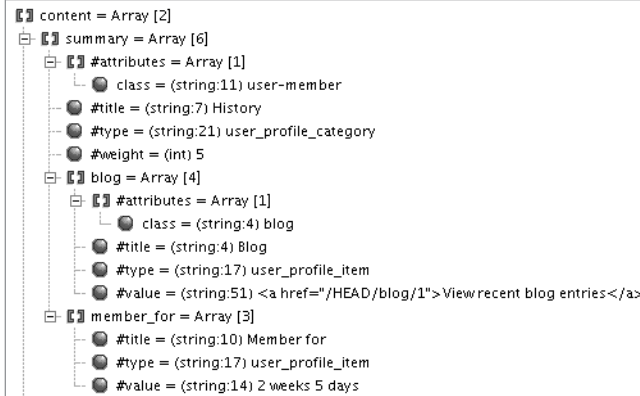 content = Array [2]
summary = Array [6]
#attributes = Array [1]
class = (string:11) user-member
#title = (string:7) History
#type = (string:21) user_profile_category
#weight = (int) 5
blog = Array [4]
#attributes = Array [1]
class = (string:4) blog
#title = (string:4) Blog
#type = (string:17) user_profile_item
#value = (string:51) <a href="/HEAD/blog/1">View recent blog entries</a>
member_for = Array [3]
#title = (string:10) Member for
#type = (string:17) user_profile_item
#value = (string:14) 2 weeks 5 days